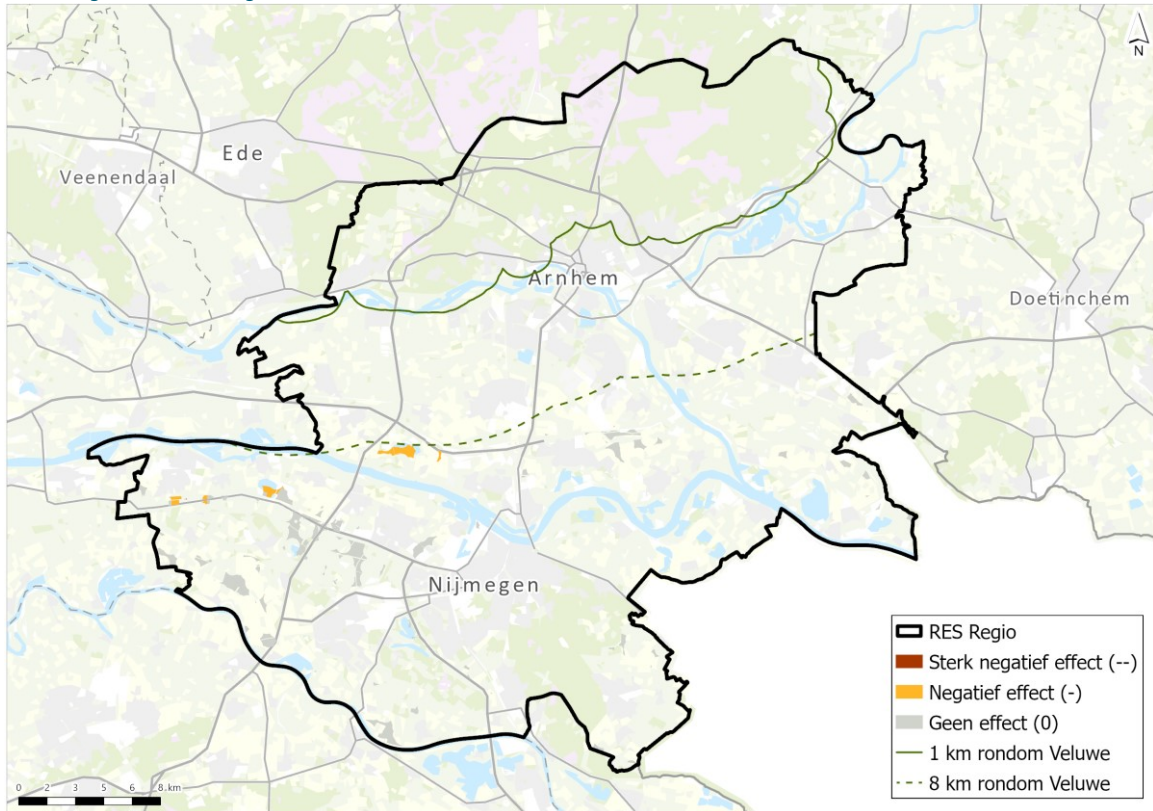 N
Ede
Veenendaal
Arnhem
Doetinchem
Nijmegen
RES Regio
Sterk negatief effect (--)
Negatief effect (-)
Geen effect (0)
1 km rondom Veluwe
8 km rondom Veluwe
0 2 3 5 6 8 km